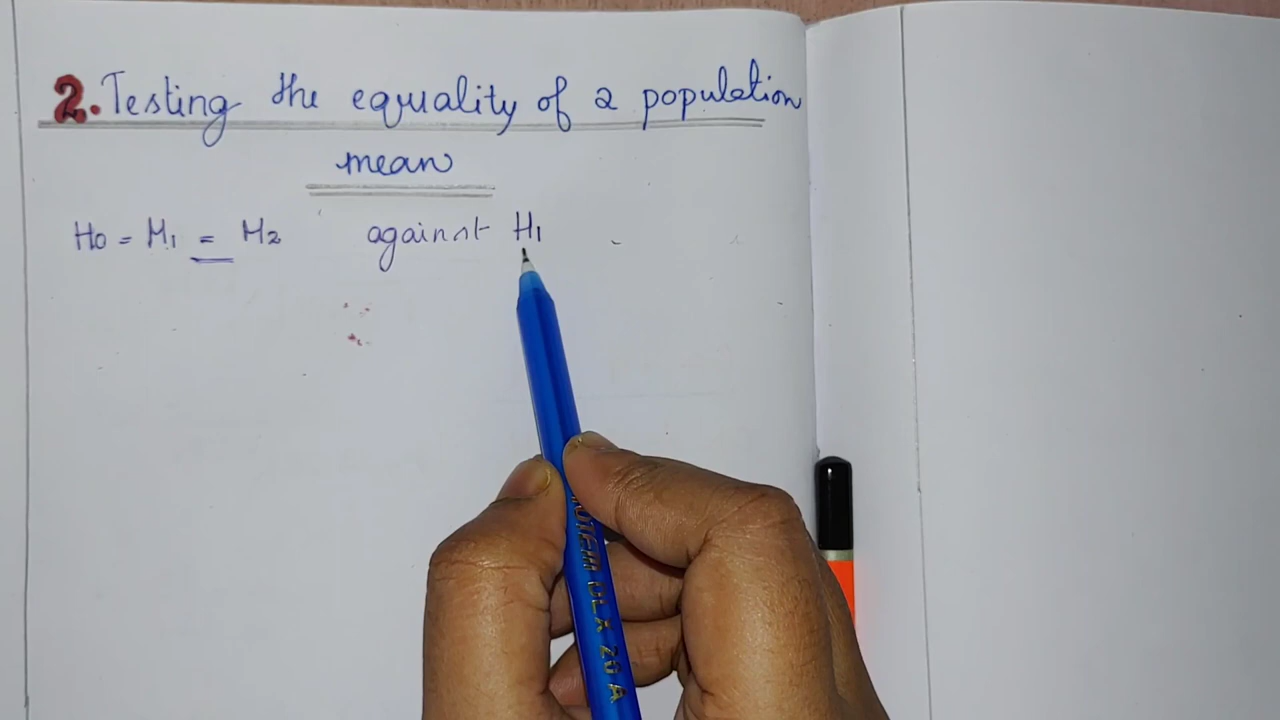 2. Testing the equality of a population
mean
H0 = M1 = M2 against H1